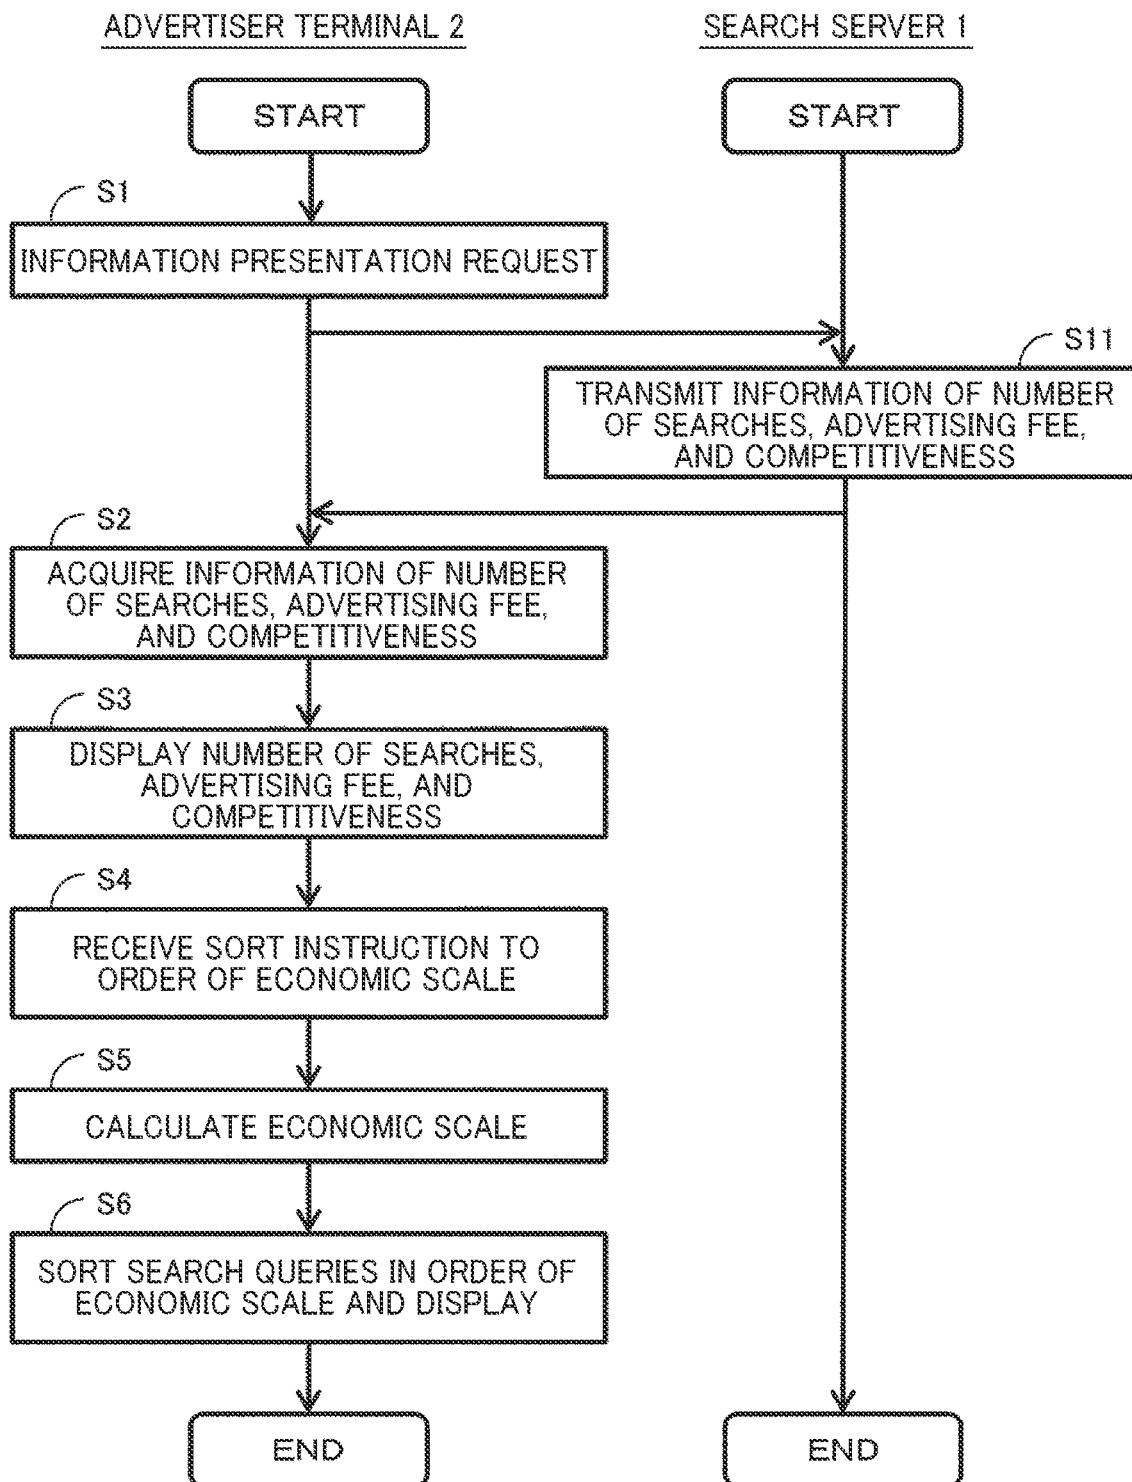 ADVERTISER TERMINAL 2
SEARCH SERVER 1
START
START
S1
INFORMATION PRESENTATION REQUEST
S11
TRANSMIT INFORMATION OF NUMBER
OF SEARCHES, ADVERTISING FEE,
AND COMPETITIVENESS
S2
ACQUIRE INFORMATION OF NUMBER
OF SEARCHES, ADVERTISING FEE,
AND COMPETITIVENESS
S3
DISPLAY NUMBER OF SEARCHES,
ADVERTISING FEE, AND
COMPETITIVENESS
S4
RECEIVE SORT INSTRUCTION TO
ORDER OF ECONOMIC SCALE
S5
CALCULATE ECONOMIC SCALE
S6
SORT SEARCH QUERIES IN ORDER OF
ECONOMIC SCALE AND DISPLAY
END
END